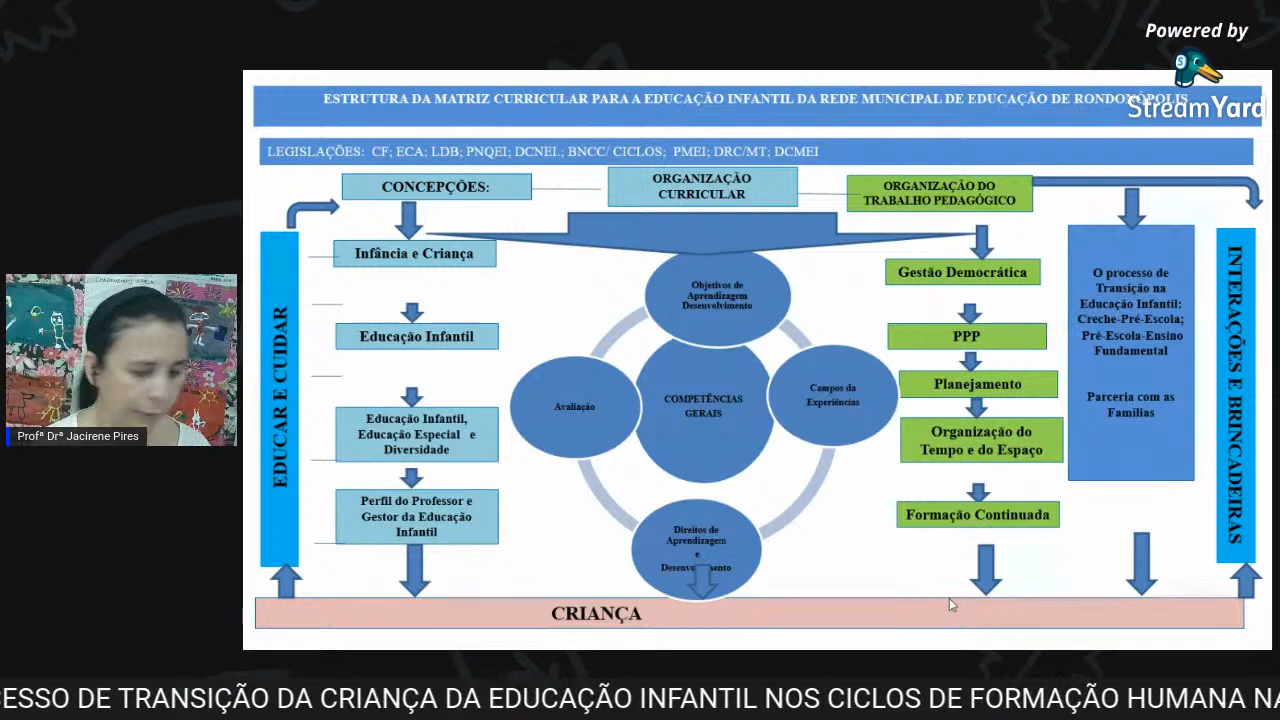 Powered by
StreamYard
ESTRUTURA DA MATRIZ CURRICULAR PARA A EDUCAÇÃO INFANTIL DA REDE MUNICIPAL DE EDUCAÇÃO DE RONDONÓPOLIS
LEGISLAÇÕES: CF; ECA; LDB; PNQEI; DCNEI.; BNCC/ CICLOS; PMEI; DRC/MT; DCMEI
CONCEPÇÕES:
ORGANIZAÇÃO
CURRICULAR
ORGANIZAÇÃO DO
TRABALHO PEDAGÓGICO
EDUCAR E CUIDAR
Infância e Criança
Educação Infantil
Educação Infantil,
Educação Especial e
Diversidade
Perfil do Professor e
Gestor da Educação
Infantil
Objetivos de
Aprendizagem
Desenvolvimento
Avaliação
COMPETÊNCIAS
GERAIS
Campos da
Experiências
Direitos de
Aprendizagem
e
Gestão Democrática
PPP
Planejamento
Organização do
Tempo e do Espaço
Formação Continuada
O processo de
Transição na
Educação Infantil:
Creche-Pré-Escola;
Pré-Escola-Ensino
Fundamental
Parceria com as
Famílias
INTERAÇÕES E BRINCADEIRAS
CRIANÇA
Profª Drª Jacirene Pires
CESSO DE TRANSIÇÃO DA CRIANÇA DA EDUCAÇÃO INFANTIL NOS CICLOS DE FORMAÇÃO HUMANA NA